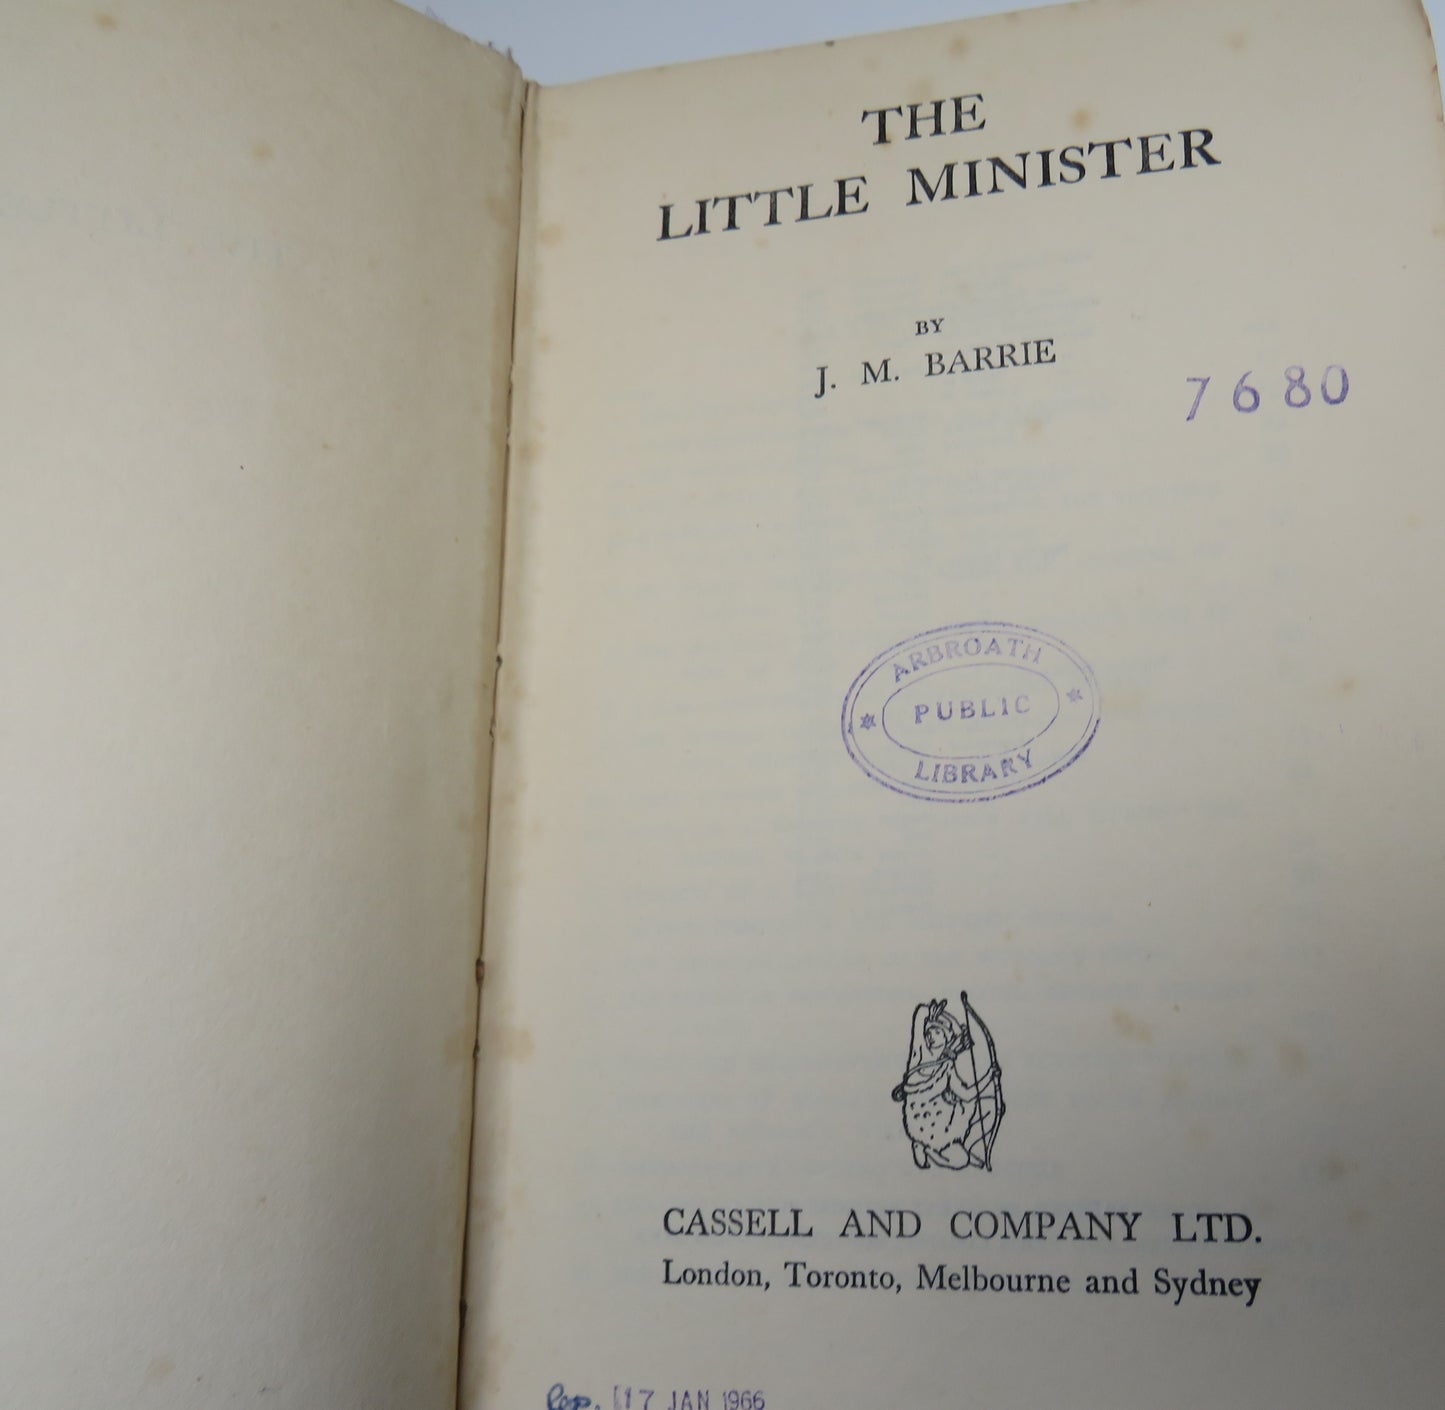 THE
LITTLE MINISTER
BY
J. M. BARRIE
7680
ARBROATH
PUBLIC
LIBRARY
CASSELL AND COMPANY LTD.
London, Toronto, Melbourne and Sydney
17 JAN 1966